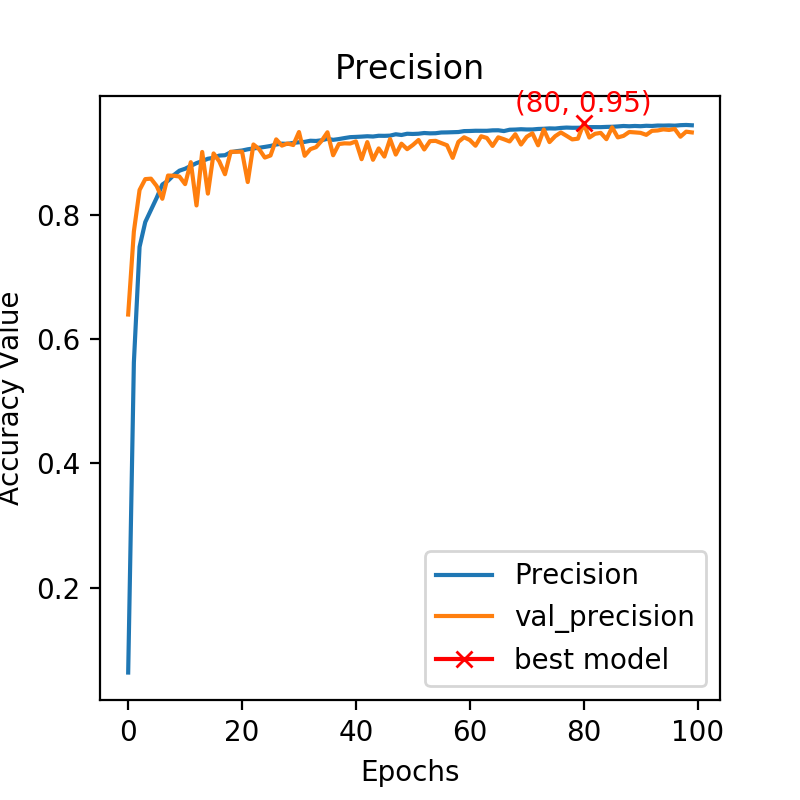 Precision
(80, 0.95)
Accuracy Value
0.8
0.6
0.4
0.2
Precision
val_precision
best model
0 20 40 60 80 100
Epochs